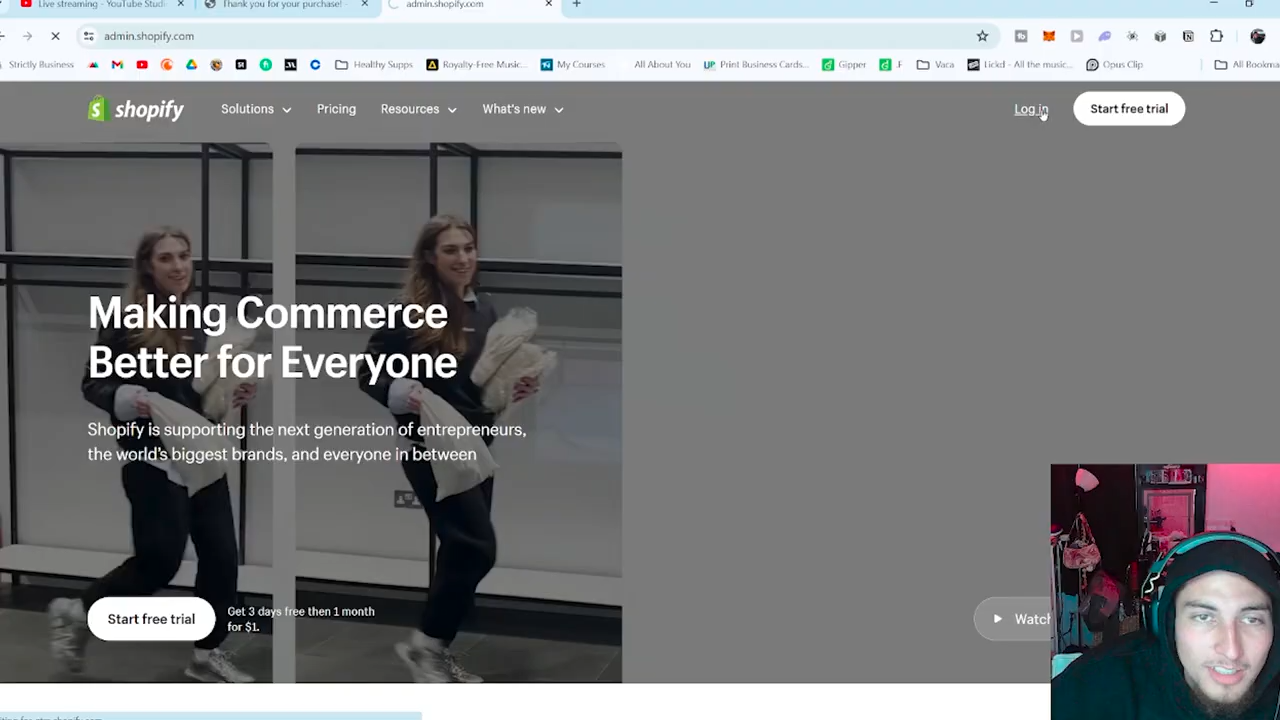 Live streaming - YouTube Studi
Thank you for your purchase! -
admin.shopify.com
admin.shopify.com
Strictly Business
Healthy Supps
Royalty-Free Music...
My Courses
All About You
UP Print Business Cards...
Gipper
.F
Vaca
Lickd - All the music...
Opus Clip
All Bookma
shopify
Solutions
Pricing
Resources
What's new
Log in
Start free trial
Making Commerce
Better for Everyone
Shopify is supporting the next generation of entrepreneurs,
the world's biggest brands, and everyone in between
Start free trial
Get 3 days free then 1 month
for $1.
Watch